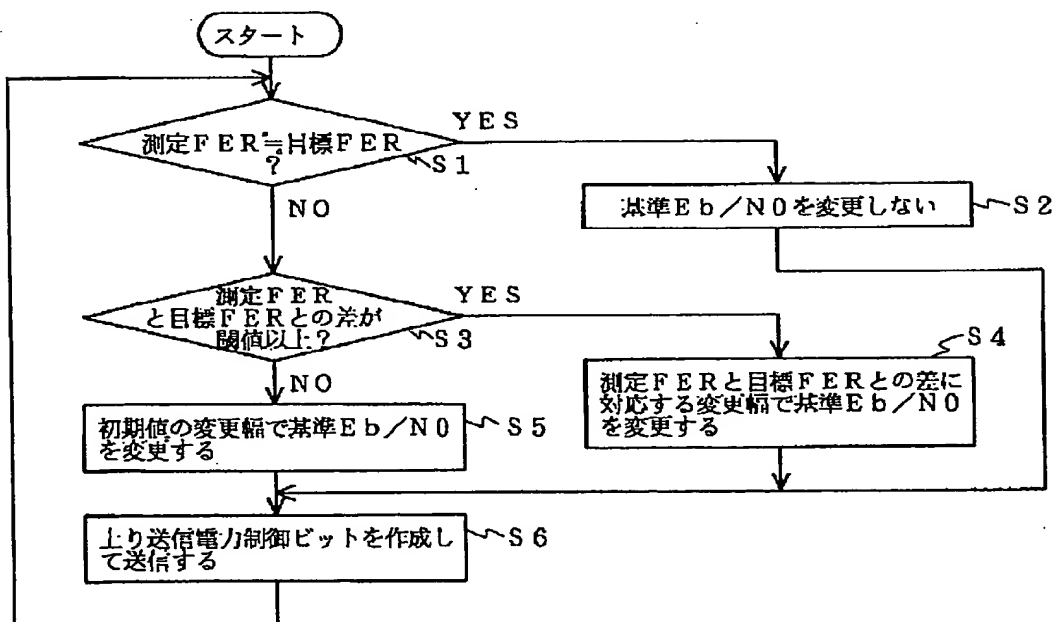 スタート
測定FER≒目標FER
?
S1
YES
NO
基準Eb/N0を変更しない
S2
測定FER
と目標FERとの差が
閾値以上?
S3
YES
NO
S4
測定FERと目標FERとの差に
対応する変更幅で基準Eb/N0
を変更する
初期値の変更幅で基準Eb/N0
を変更する
S5
上り送信電力制御ビットを作成し
て送信する
S6